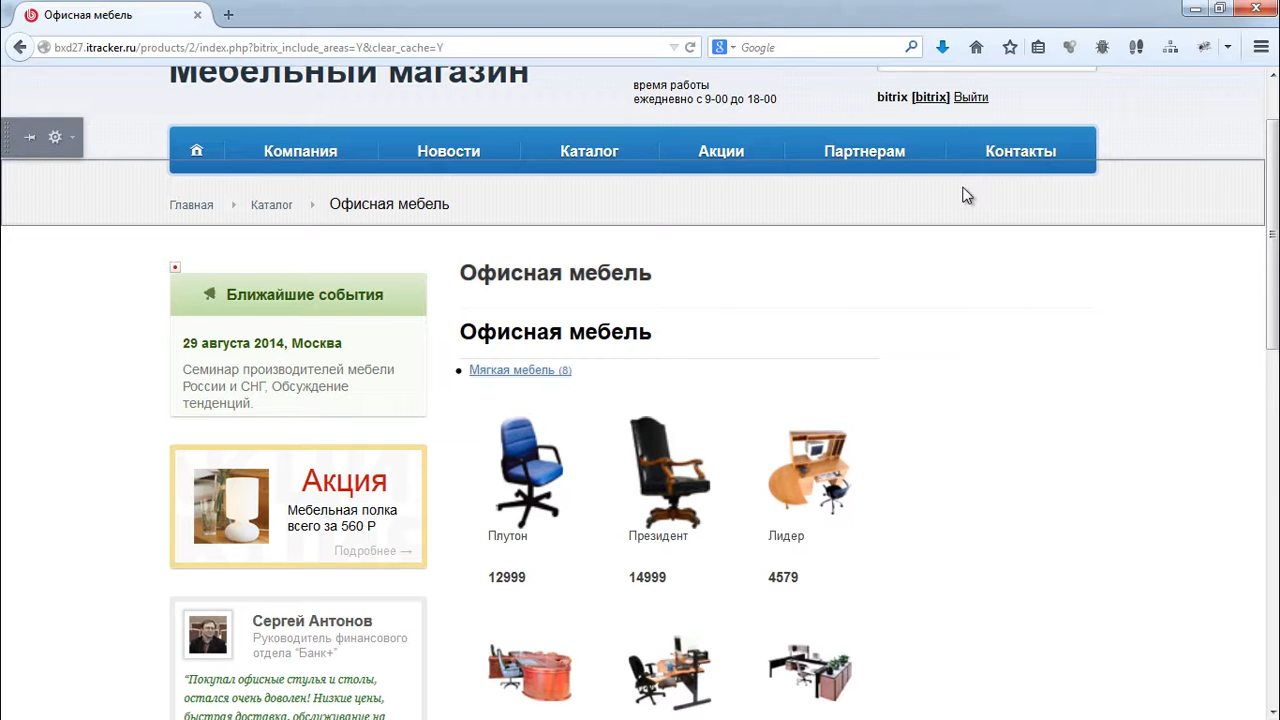 Офисная мебель
bxd27.itracker.ru/products/2/index.php?bitrix_include_areas=Y&clear_cache=Y
Google
Мебельный магазин
время работы
ежедневно с 9-00 до 18-00
bitrix [bitrix] Выйти
Компания Новости Каталог Акции Партнерам Контакты
Главная Каталог Офисная мебель
Ближайшие события
29 августа 2014, Москва
Семинар производителей мебели
России и СНГ, Обсуждение
тенденций.
Акция
Мебельная полка
всего за 560 Р
Подробнее →
Сергей Антонов
Руководитель финансового
отдела “Банк+”
“Покупал офисные стулья и столы,
остался очень доволен! Низкие цены,
быстрая доставка, обслуживание на
Офисная мебель
Офисная мебель
Мягкая мебель (8)
Плутон Президент Лидер
12999 14999 4579